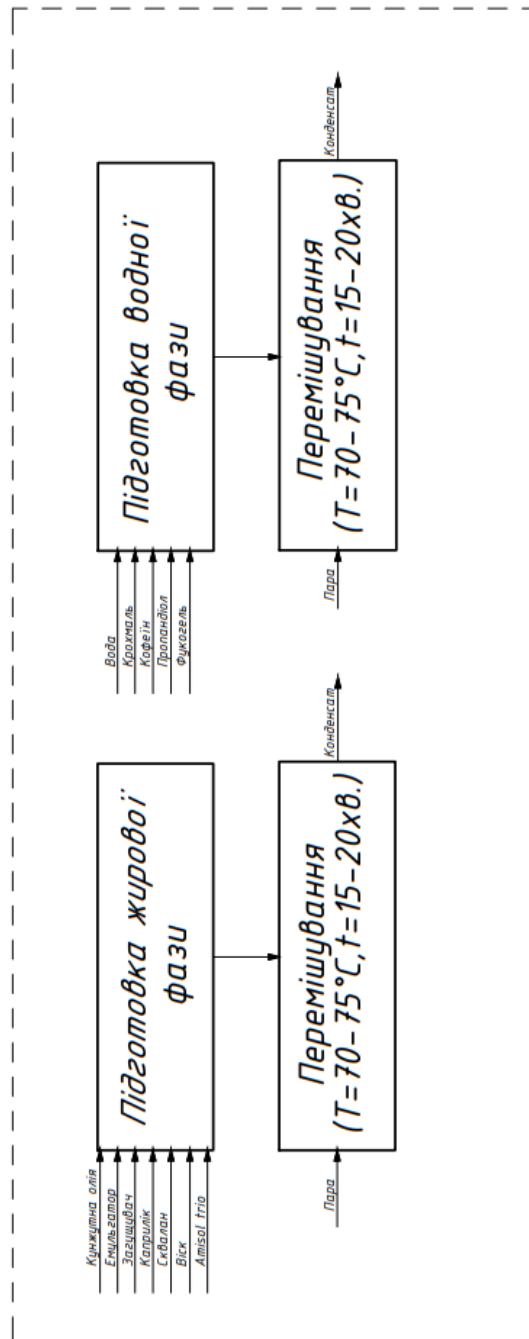 Кунжутна олія
Емульгатор
Загущувач
Каприлік
Сквалан
Віск
Amisol trio
Підготовка жирової
фази
Пара
Перемішування
(T=70-75°C,t=15-20хв.)
Конденсат
Вода
Крохмаль
Кофеїн
Пропандіол
Фукогель
Підготовка водної
фази
Пара
Перемішування
(T=70-75°C,t=15-20хв.)
Конденсат